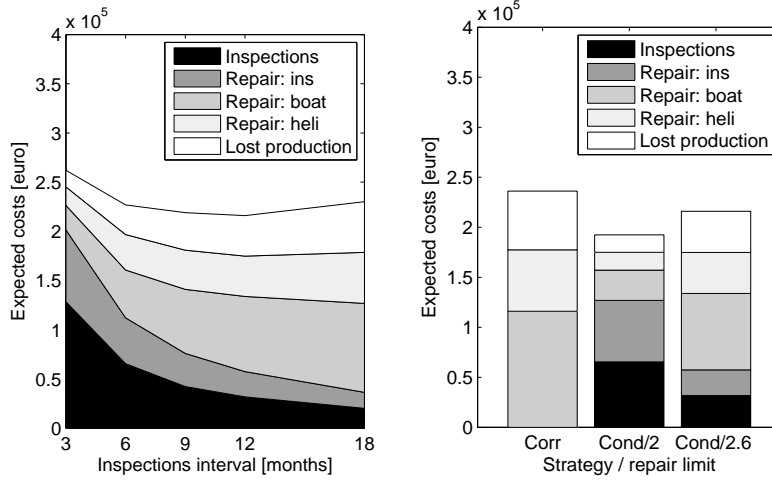 x 10^5
4
3.5
3
2.5
2
1.5
1
0.5
0
Expected costs [euro]
Inspections
Repair: ins
Repair: boat
Repair: heli
Lost production
3 6 9 12 18
Inspections interval [months]
x 10^5
4
3.5
3
2.5
2
1.5
1
0.5
0
Expected costs [euro]
Inspections
Repair: ins
Repair: boat
Repair: heli
Lost production
Corr Cond/2 Cond/2.6
Strategy / repair limit